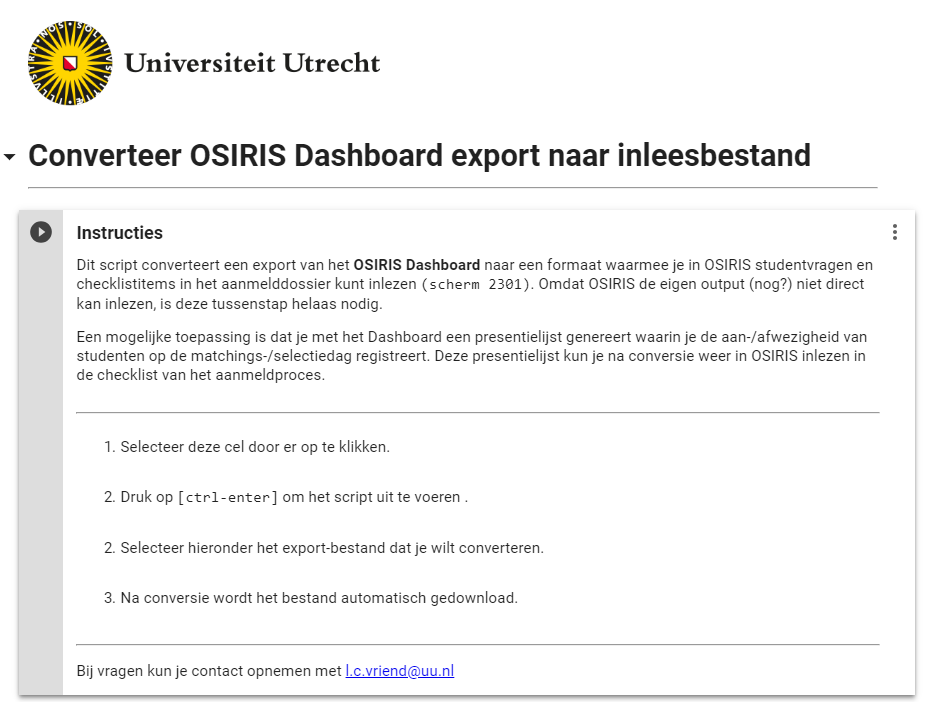 SOL · IVSTITIÆ · ILLVSTRA · NOS ·
Universiteit Utrecht
Converteer OSIRIS Dashboard export naar inleesbestand
Instructies
Dit script converteert een export van het OSIRIS Dashboard naar een formaat waarmee je in OSIRIS studentvragen en
checklistitems in het aanmelddossier kunt inlezen (scherm 2301). Omdat OSIRIS de eigen output (nog?) niet direct
kan inlezen, is deze tussenstap helaas nodig.
Een mogelijke toepassing is dat je met het Dashboard een presentielijst genereert waarin je de aan-/afwezigheid van
studenten op de matchings-/selectiedag registreert. Deze presentielijst kun je na conversie weer in OSIRIS inlezen in
de checklist van het aanmeldproces.
1. Selecteer deze cel door er op te klikken.
2. Druk op [ctrl-enter] om het script uit te voeren .
2. Selecteer hieronder het export-bestand dat je wilt converteren.
3. Na conversie wordt het bestand automatisch gedownload.
Bij vragen kun je contact opnemen met l.c.vriend@uu.nl